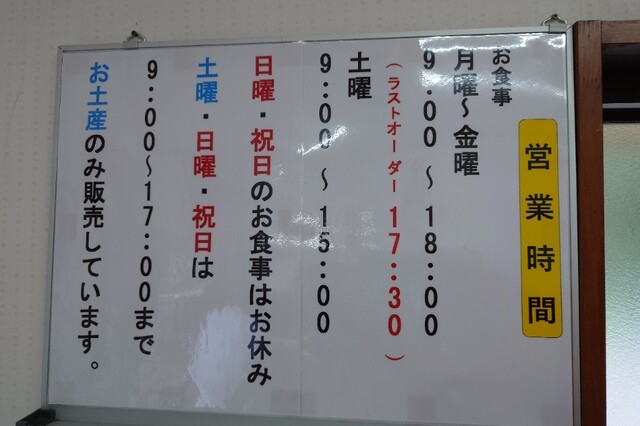 営業時間
お食事
月曜～金曜
9:00～18:00
（ラストオーダー17:30）
土曜
9:00～15:00
日曜・祝日のお食事はお休み
土曜・日曜・祝日は
9:00～17:00まで
お土産のみ販売しています。